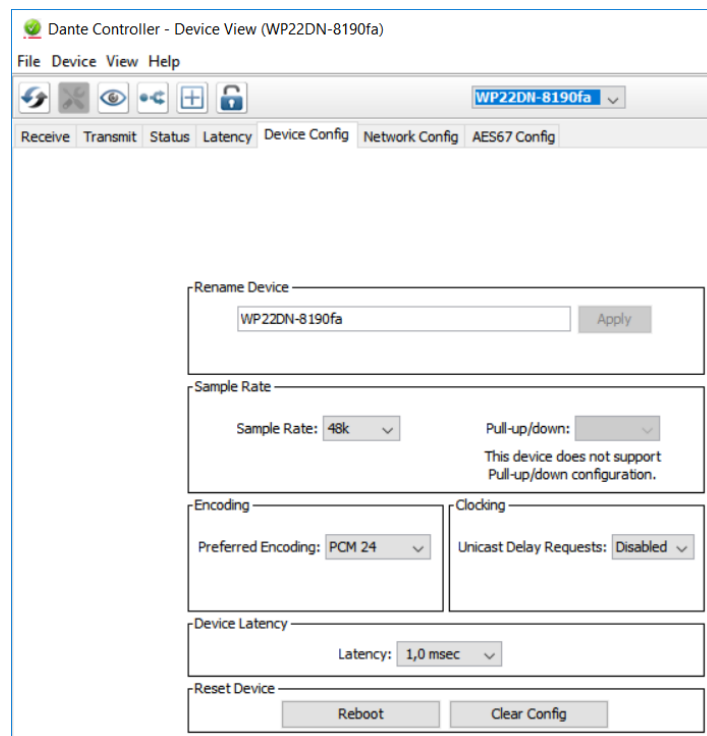 Dante Controller - Device View (WP22DN-8190fa)
File Device View Help
WP22DN-8190fa
Receive Transmit Status Latency Device Config Network Config AES67 Config
Rename Device
WP22DN-8190fa Apply
Sample Rate
Sample Rate: 48k Pull-up/down:
This device does not support
Pull-up/down configuration.
Encoding Clocking
Preferred Encoding: PCM 24 Unicast Delay Requests: Disabled
Device Latency
Latency: 1,0 msec
Reset Device
Reboot Clear Config